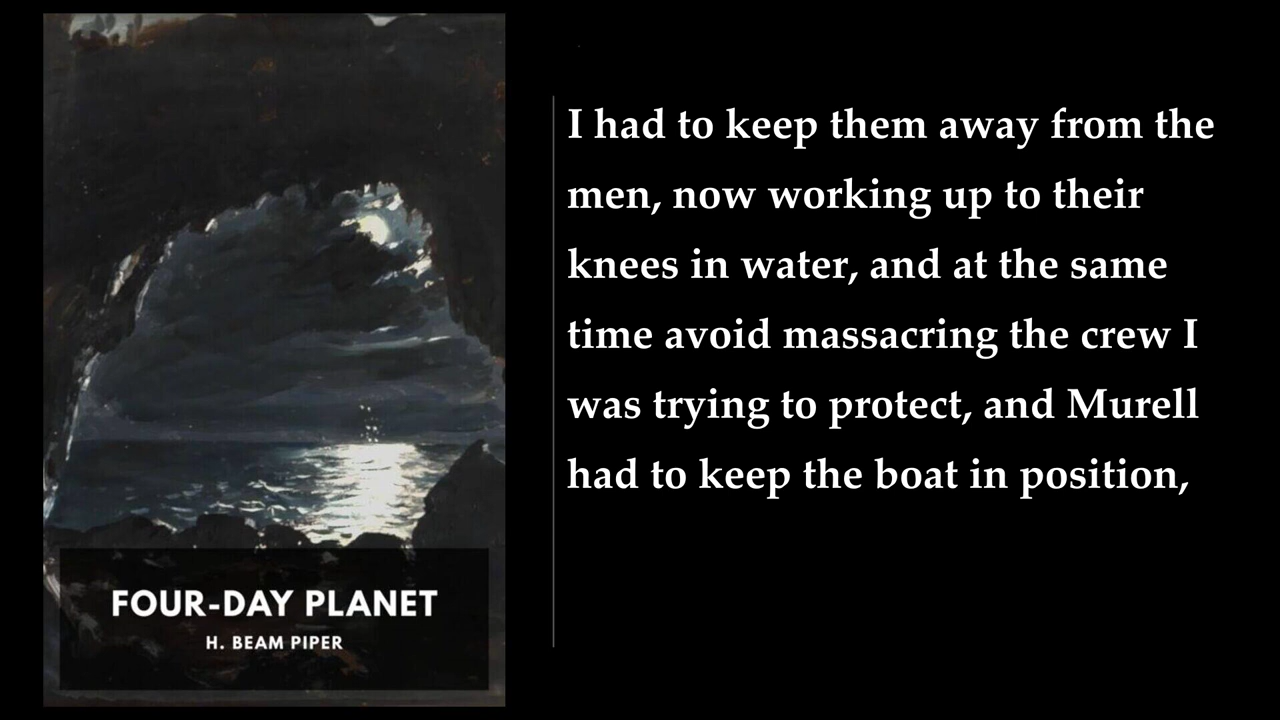 FOUR-DAY PLANET
H. BEAM PIPER
I had to keep them away from the
men, now working up to their
knees in water, and at the same
time avoid massacring the crew I
was trying to protect, and Murell
had to keep the boat in position,